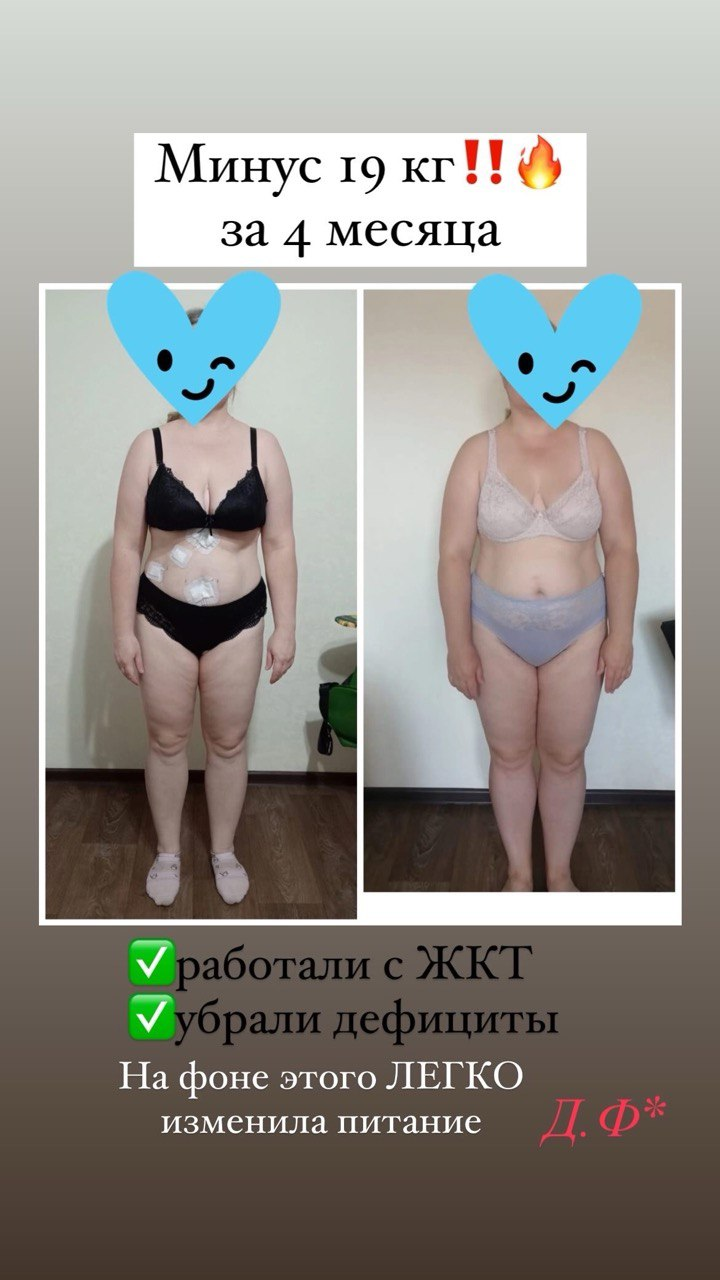 Минус 19 кг‼️🔥
за 4 месяца
✅работали с ЖКТ
✅убрали дефициты
На фоне этого ЛЕГКО
изменила питание
Д. Ф*